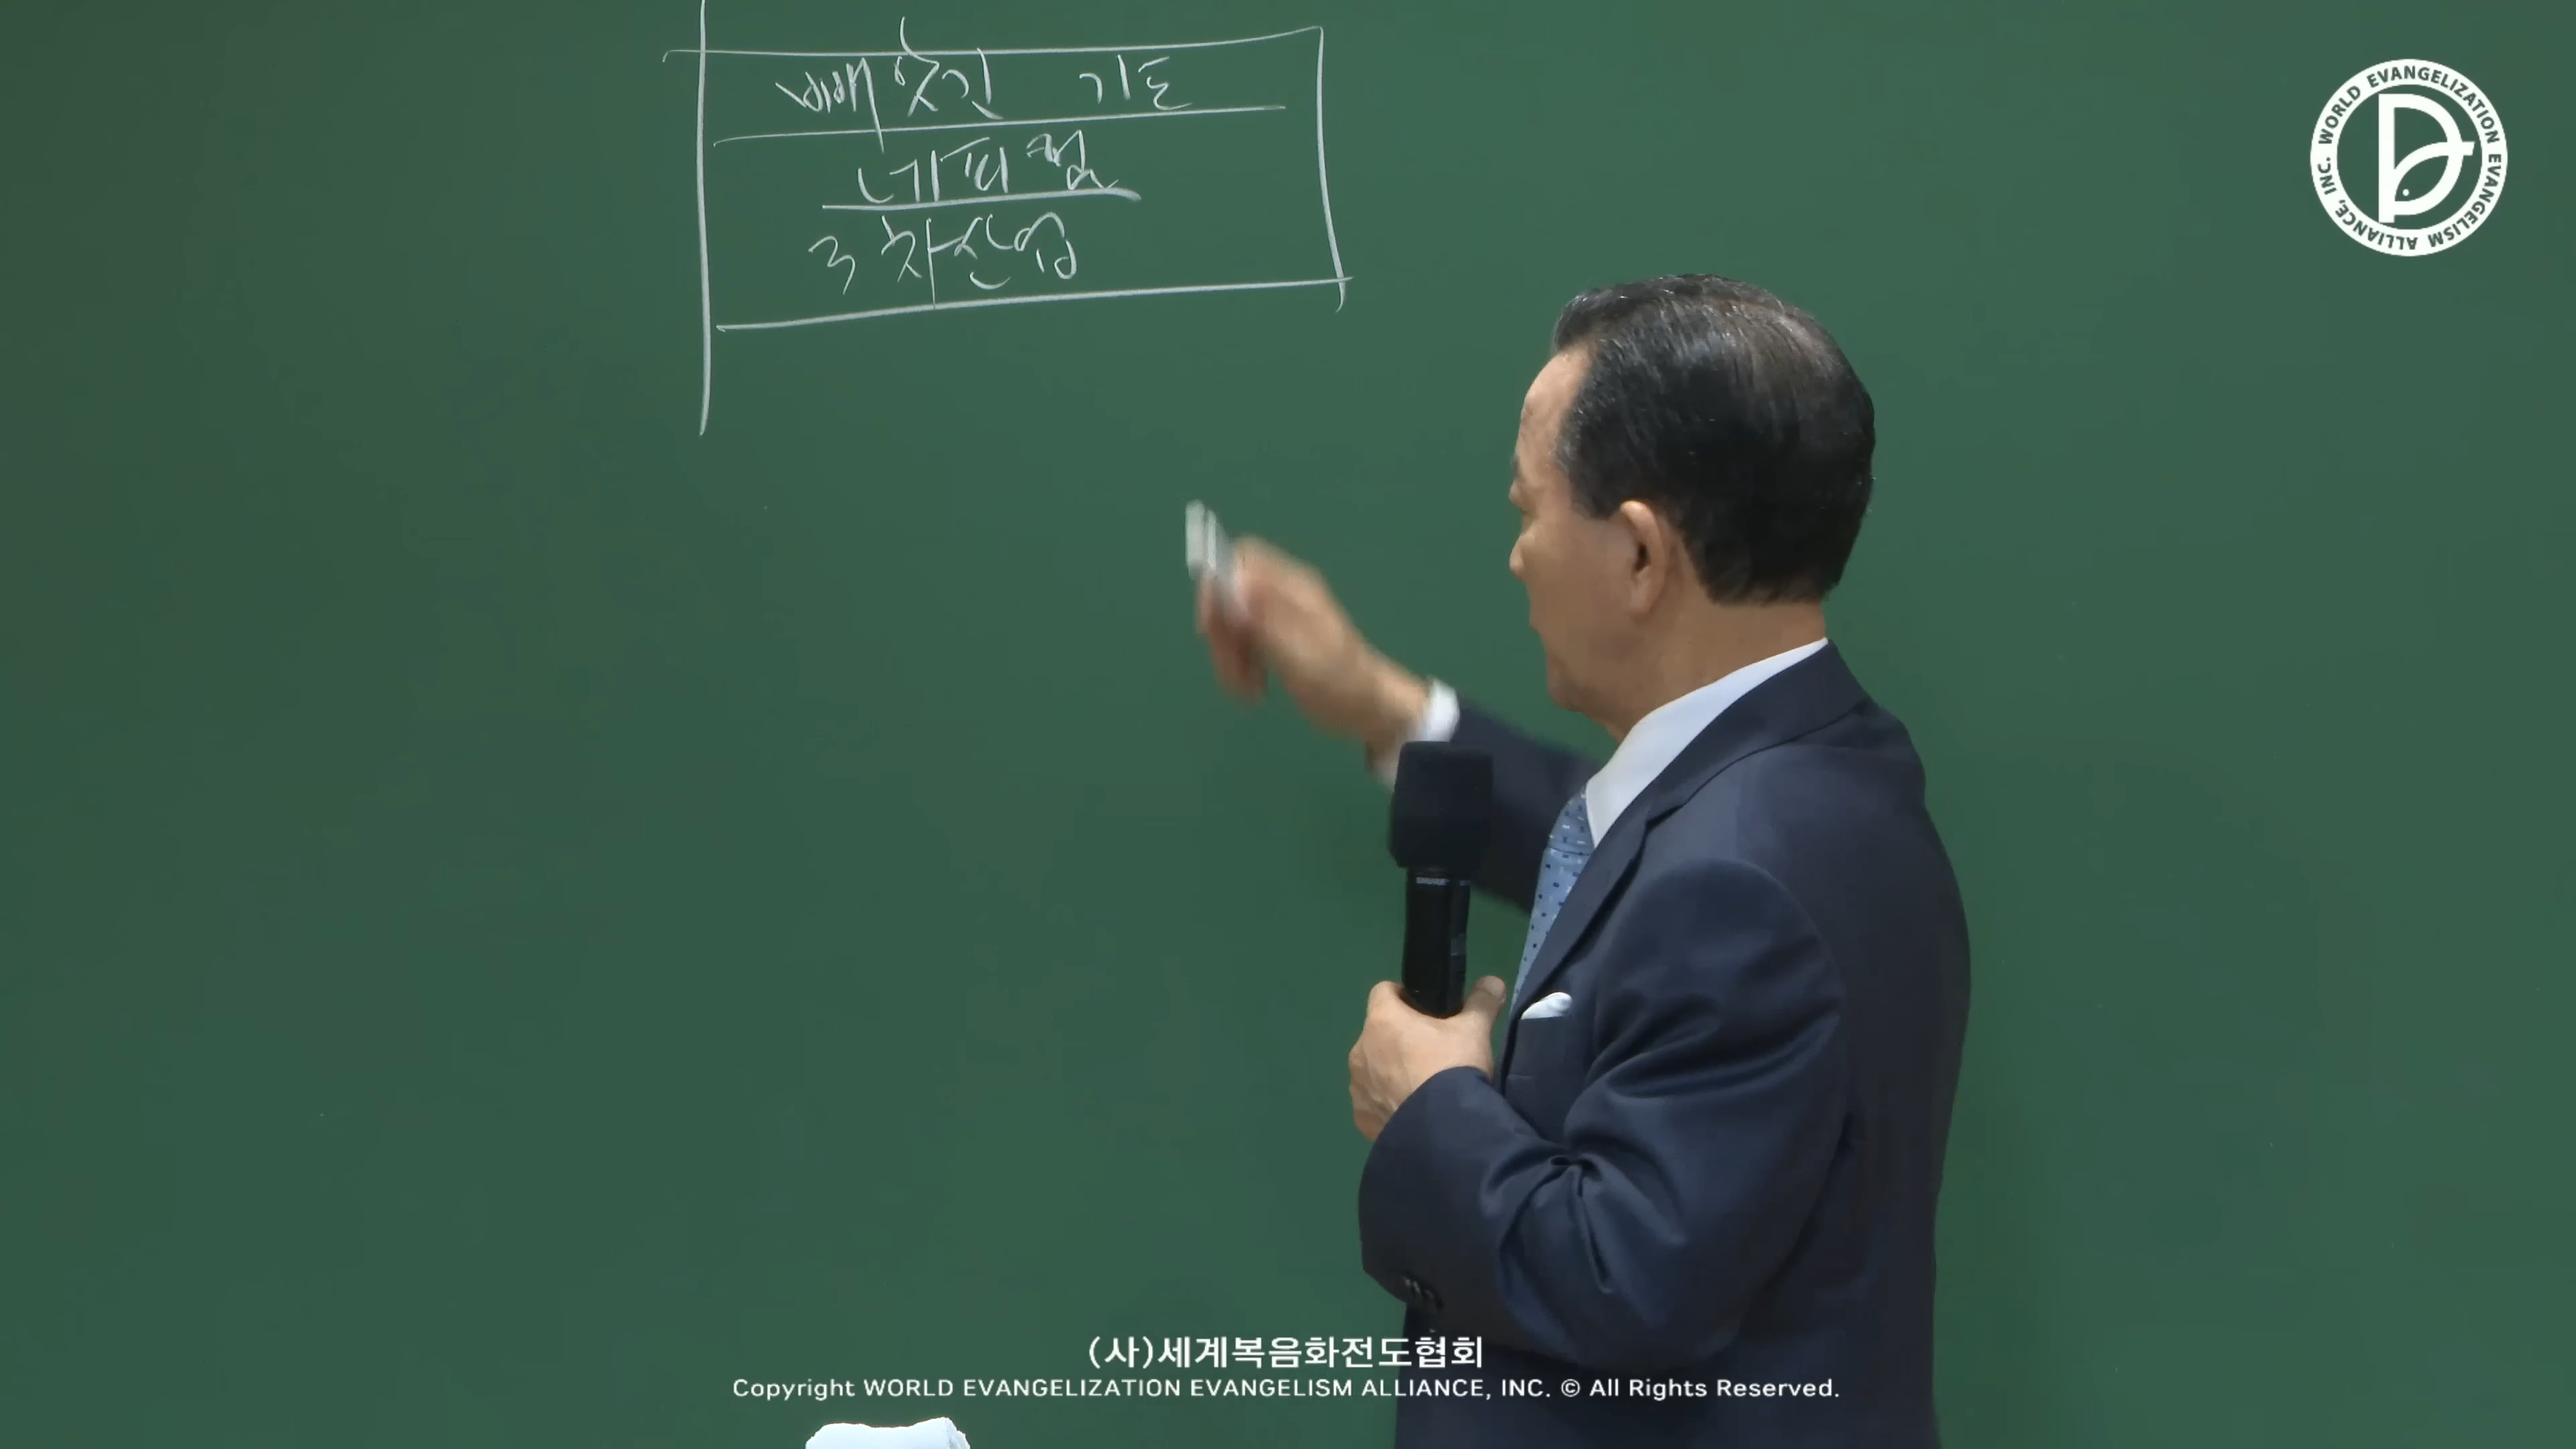 빼앗긴 기도
네피림
3 차산업
WORLD EVANGELIZATION EVANGELISM ALLIANCE, INC.
SHURE
(사)세계복음화전도협회
Copyright WORLD EVANGELIZATION EVANGELISM ALLIANCE, INC. © All Rights Reserved.